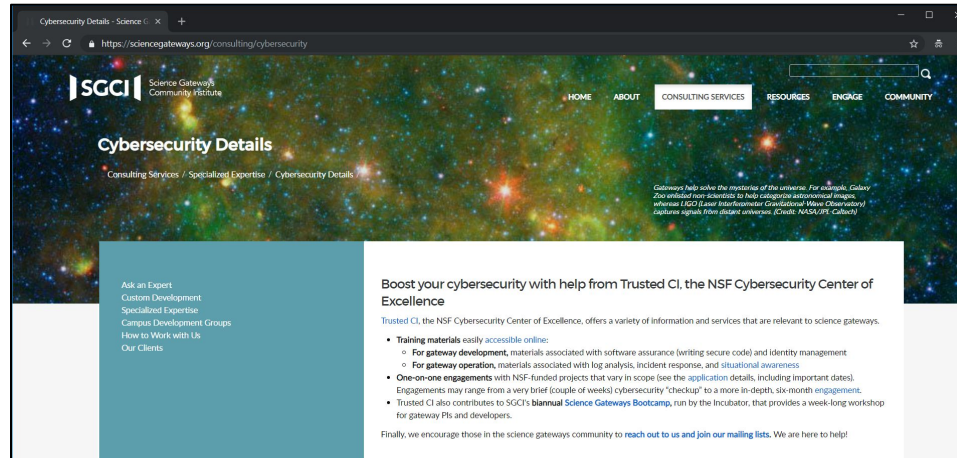 Cybersecurity Details - Science G
https://sciencegateways.org/consulting/cybersecurity
SGCI
Science Gateways
Community Institute
HOME ABOUT CONSULTING SERVICES RESOURCES ENGAGE COMMUNITY
Cybersecurity Details
Consulting Services / Specialized Expertise / Cybersecurity Details
Gateways help solve the mysteries of the universe. For example, Galaxy
Zoo enlisted non-scientists to help categorize astronomical images,
whereas LIGO (Laser Interferometer Gravitational-Wave Observatory)
captures signals from distant universes. (Credit: NASA/JPL-Caltech)
Ask an Expert
Custom Development
Specialized Expertise
Campus Development Groups
How to Work with Us
Our Clients
Boost your cybersecurity with help from Trusted CI, the NSF Cybersecurity Center of
Excellence
Trusted CI, the NSF Cybersecurity Center of Excellence, offers a variety of information and services that are relevant to science gateways.
• Training materials easily accessible online:
○ For gateway development, materials associated with software assurance (writing secure code) and identity management
○ For gateway operation, materials associated with log analysis, incident response, and situational awareness
• One-on-one engagements with NSF-funded projects that vary in scope (see the application details, including important dates).
Engagements may range from a very brief (couple of weeks) cybersecurity "checkup" to a more in-depth, six-month engagement.
• Trusted CI also contributes to SGCI's biannual Science Gateways Bootcamp, run by the Incubator, that provides a week-long workshop
for gateway PIs and developers.
Finally, we encourage those in the science gateways community to reach out to us and join our mailing lists. We are here to help!